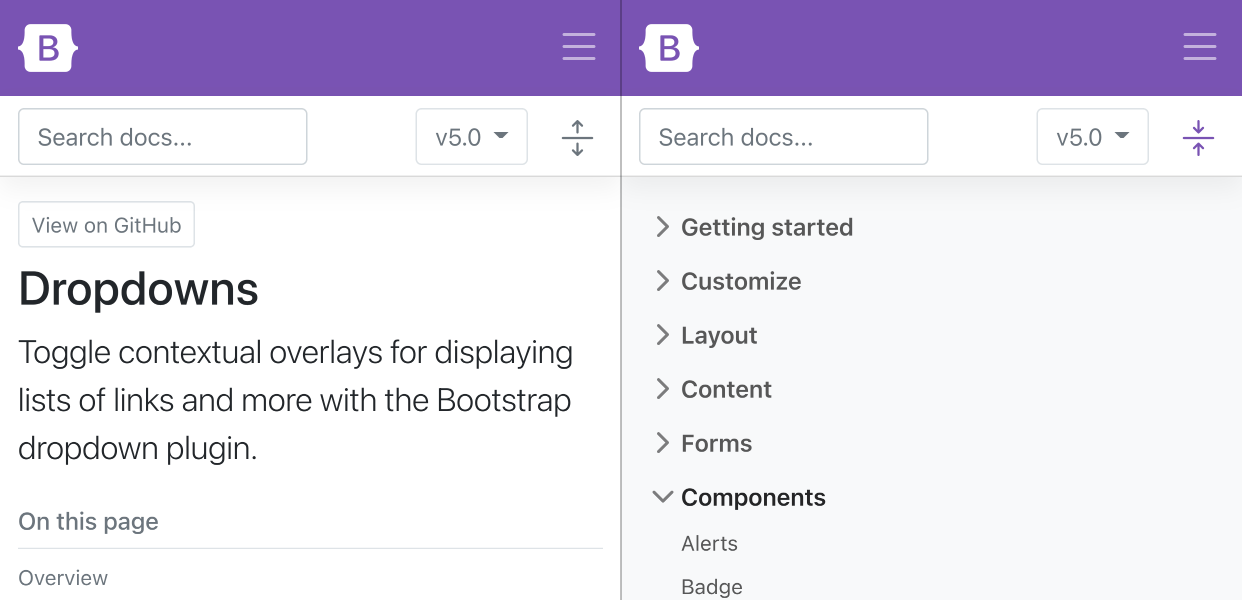 B
Search docs...
v5.0
View on GitHub
Dropdowns
Toggle contextual overlays for displaying
lists of links and more with the Bootstrap
dropdown plugin.
On this page
Overview
B
Search docs...
v5.0
Getting started
Customize
Layout
Content
Forms
Components
Alerts
Badge